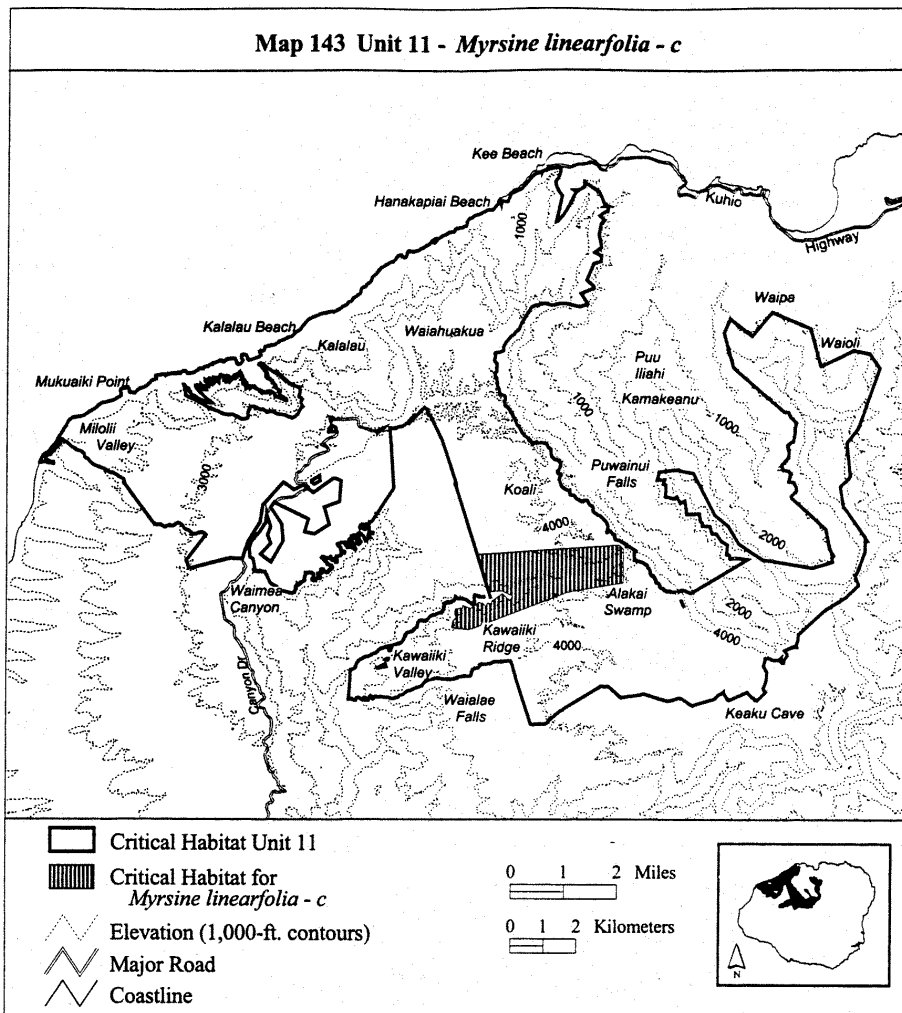 Map 143 Unit 11 - Myrsine linearfolia - c
Kee Beach
Hanakapiai Beach
Kuhio
Highway
1000
Waipa
Kalalau Beach
Waiahuakua
Kalalau
Waioli
Puu
Iliahi
Mukuaiki Point
Kamakeanu
1000
1000
Milolii
Valley
3000
Puwainui
Falls
Koali
4000
2000
Waimea
Canyon
Alakai
Swamp
2000
Kawaiiki
Ridge
4000
4000
Kawaiiki
Valley
Canyon Dr
Waialae
Falls
Keaku Cave
Critical Habitat Unit 11
Critical Habitat for
Myrsine linearfolia - c
Elevation (1,000-ft. contours)
Major Road
Coastline
0 1 2 Miles
0 1 2 Kilometers
N